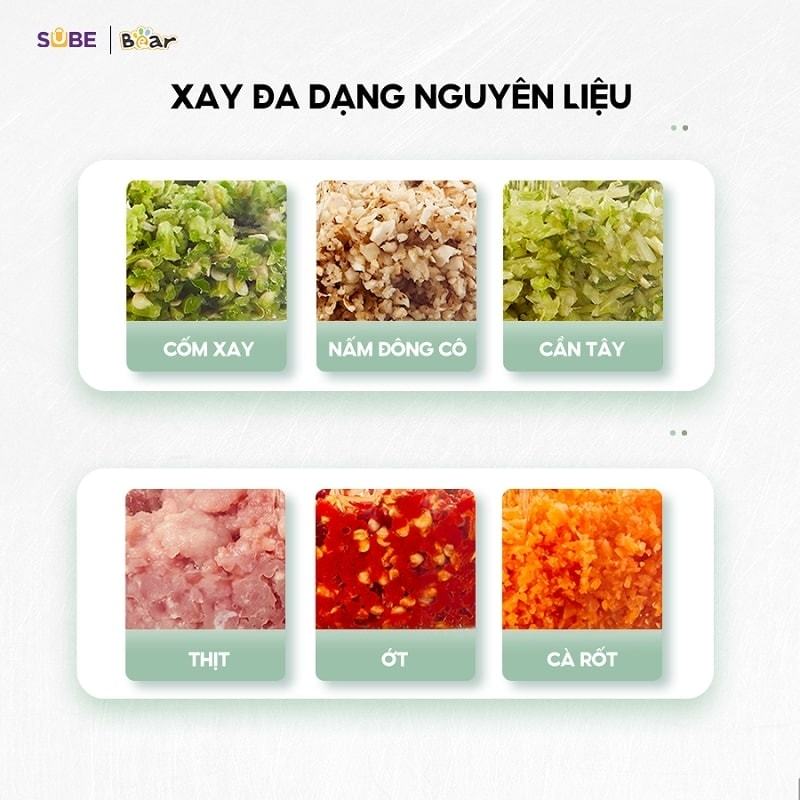 SUBE | Bear
XAY ĐA DẠNG NGUYÊN LIỆU
CỐM XAY
NẤM ĐÔNG CÔ
CẦN TÂY
THỊT
ỚT
CÀ RỐT